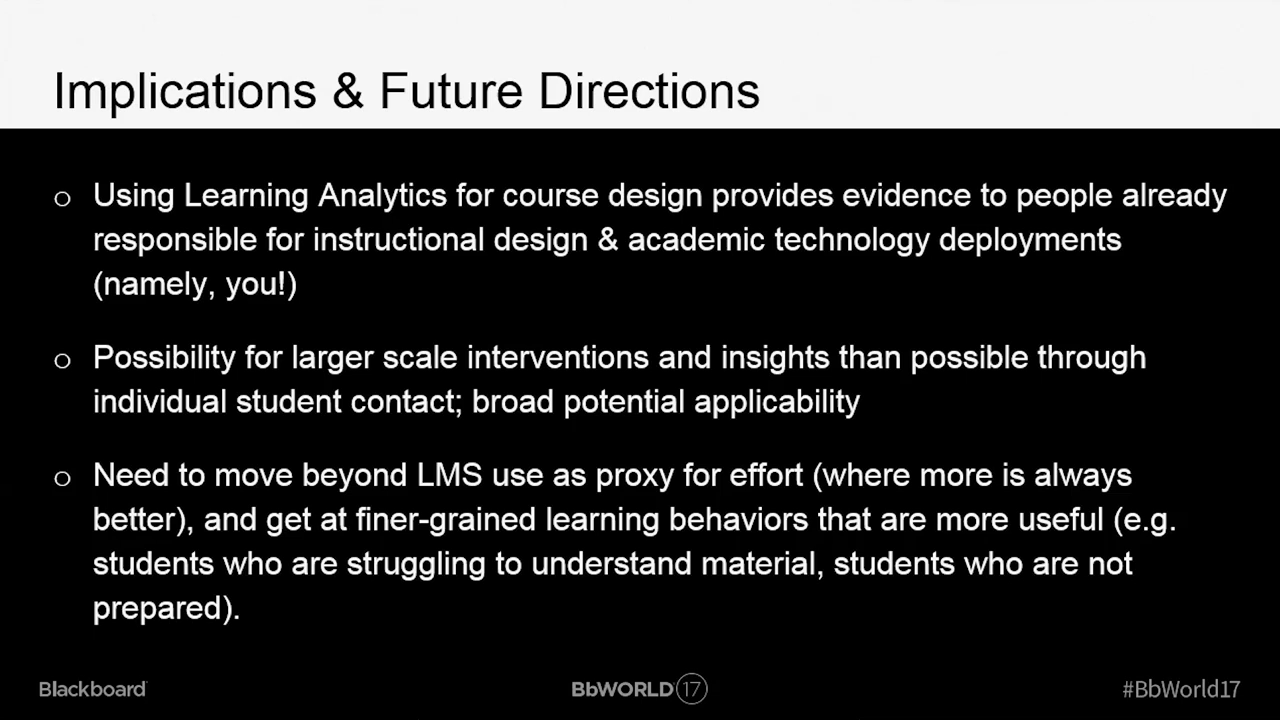 Implications & Future Directions
o Using Learning Analytics for course design provides evidence to people already
responsible for instructional design & academic technology deployments
(namely, you!)
o Possibility for larger scale interventions and insights than possible through
individual student contact; broad potential applicability
o Need to move beyond LMS use as proxy for effort (where more is always
better), and get at finer-grained learning behaviors that are more useful (e.g.
students who are struggling to understand material, students who are not
prepared).
Blackboard BbWORLD 17 #BbWorld17